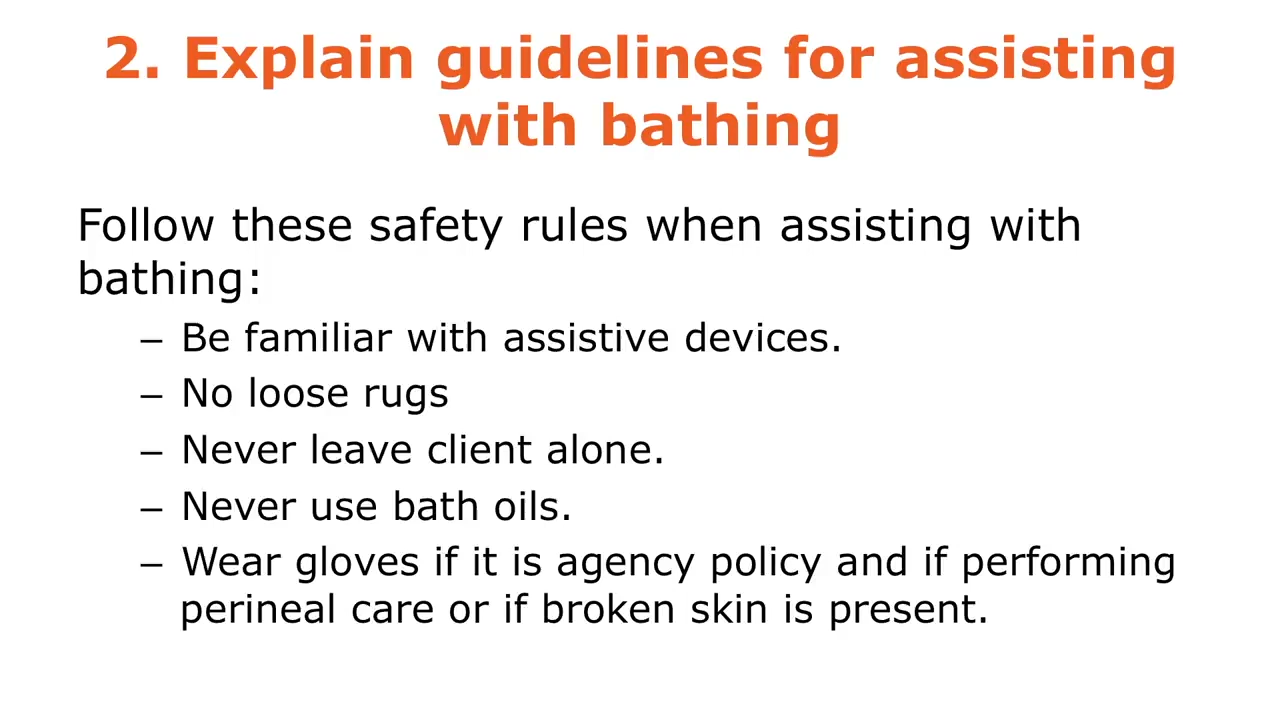 2. Explain guidelines for assisting
with bathing
Follow these safety rules when assisting with
bathing:
– Be familiar with assistive devices.
– No loose rugs
– Never leave client alone.
– Never use bath oils.
– Wear gloves if it is agency policy and if performing
perineal care or if broken skin is present.